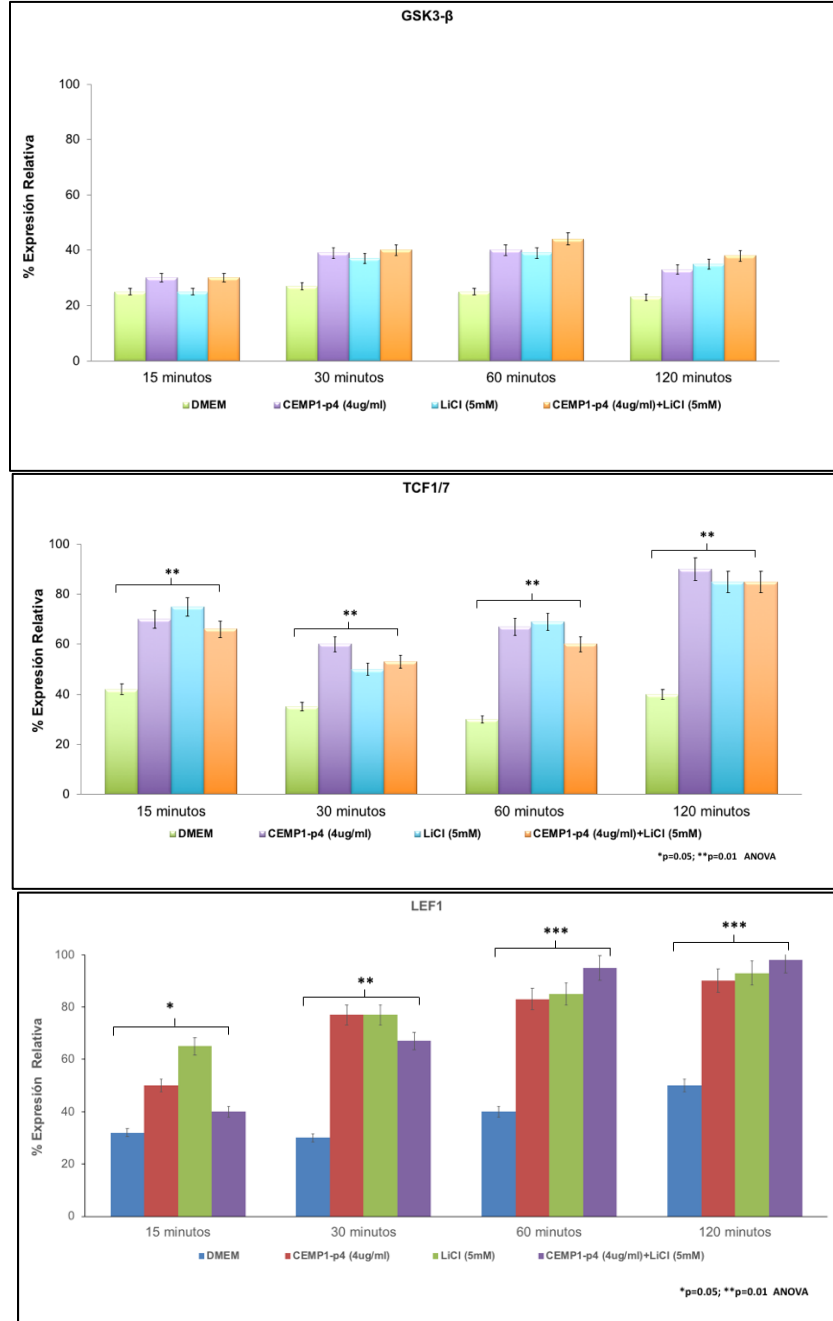 GSK3-β
% Expresión Relativa
100
80
60
40
20
0
15 minutos 30 minutos 60 minutos 120 minutos
DMEM CEMP1-p4 (4ug/ml) LiCl (5mM) CEMP1-p4 (4ug/ml)+LiCl (5mM)
TCF1/7
% Expresión Relativa
100
80
60
40
20
0
** ** ** **
15 minutos 30 minutos 60 minutos 120 minutos
DMEM CEMP1-p4 (4ug/ml) LiCl (5mM) CEMP1-p4 (4ug/ml)+LiCl (5mM)
*p=0.05; **p=0.01 ANOVA
LEF1
% Expresión Relativa
100
80
60
40
20
0
* ** *** ***
15 minutos 30 minutos 60 minutos 120 minutos
DMEM CEMP1-p4 (4ug/ml) LiCl (5mM) CEMP1-p4 (4ug/ml)+LiCl (5mM)
*p=0.05; **p=0.01 ANOVA